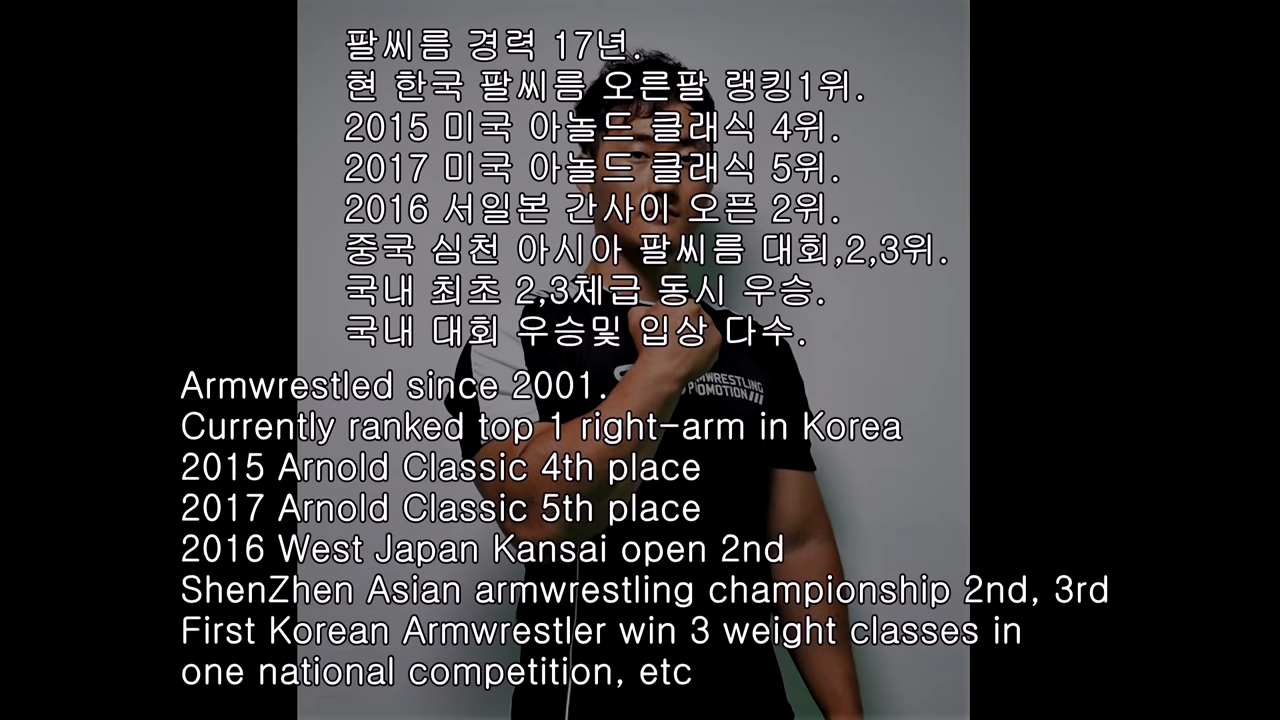 팔씨름 경력 17년.
현 한국 팔씨름 오른팔 랭킹1위.
2015 미국 아놀드 클래식 4위.
2017 미국 아놀드 클래식 5위.
2016 서일본 간사이 오픈 2위.
중국 심천 아시아 팔씨름 대회,2,3위.
국내 최초 2,3체급 동시 우승.
국내 대회 우승및 입상 다수.
ARMWRESTLING
PROMOTION
Armwrestled since 2001.
Currently ranked top 1 right-arm in Korea
2015 Arnold Classic 4th place
2017 Arnold Classic 5th place
2016 West Japan Kansai open 2nd
ShenZhen Asian armwrestling championship 2nd, 3rd
First Korean Armwrestler win 3 weight classes in
one national competition, etc